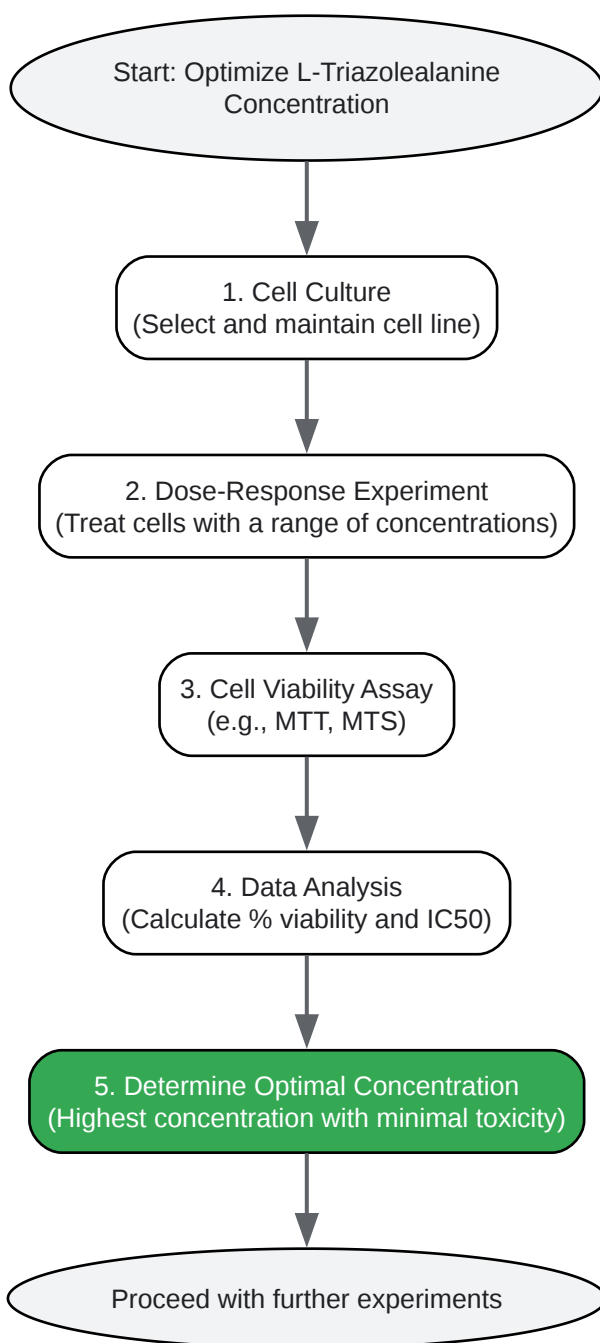 Start: Optimize L-Triazolealanine
Concentration
1. Cell Culture
(Select and maintain cell line)
2. Dose-Response Experiment
(Treat cells with a range of concentrations)
3. Cell Viability Assay
(e.g., MTT, MTS)
4. Data Analysis
(Calculate % viability and IC50)
5. Determine Optimal Concentration
(Highest concentration with minimal toxicity)
Proceed with further experiments